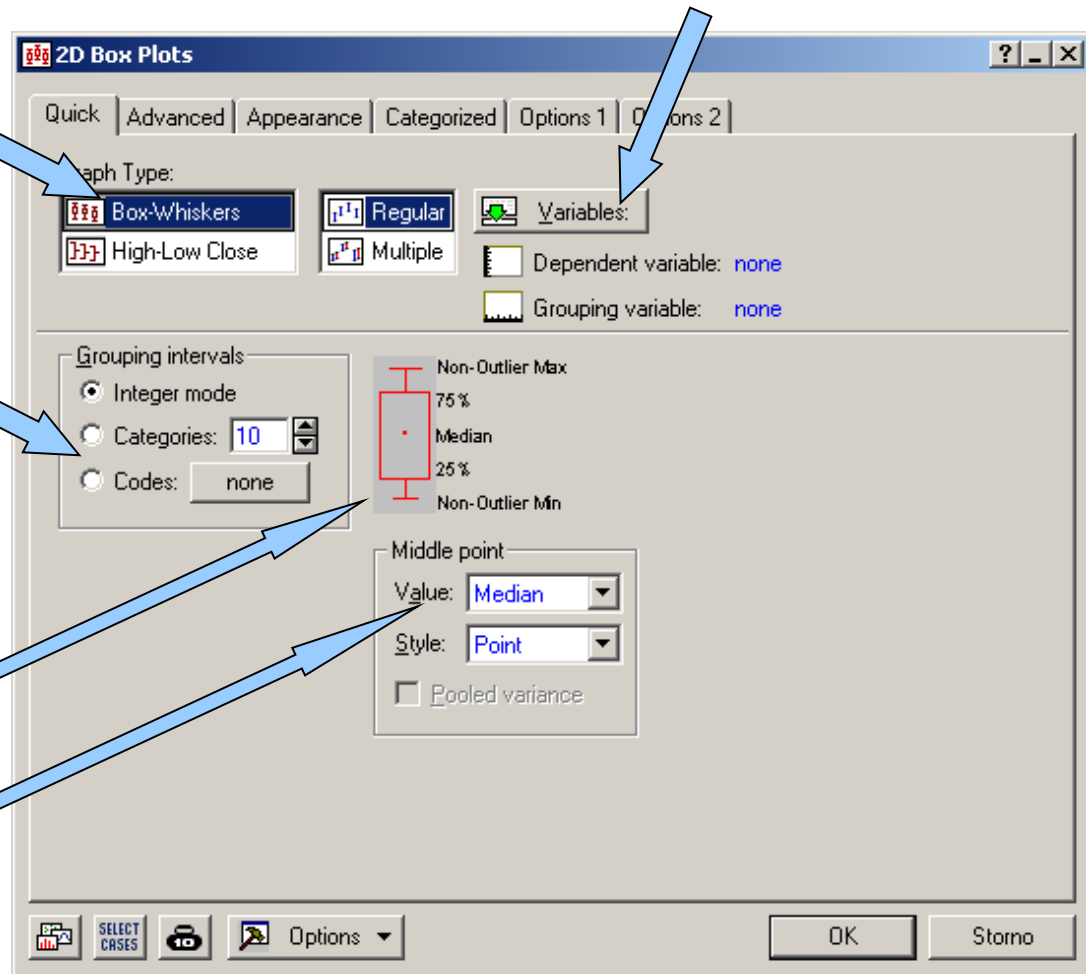 2D Box Plots
Quick Advanced Appearance Categorized Options 1 2
Type:
Box-Whiskers
High-Low Close
Regular
Multiple
Variables:
Dependent variable: none
Grouping variable: none
Grouping intervals
Integer mode
Categories: 10
Codes: none
Non-Outlier Max
75%
Median
25%
Non-Outlier Min
Middle point
Value: Median
Style: Point
Pooled variance
SELECT CASES
Options
OK
Storno